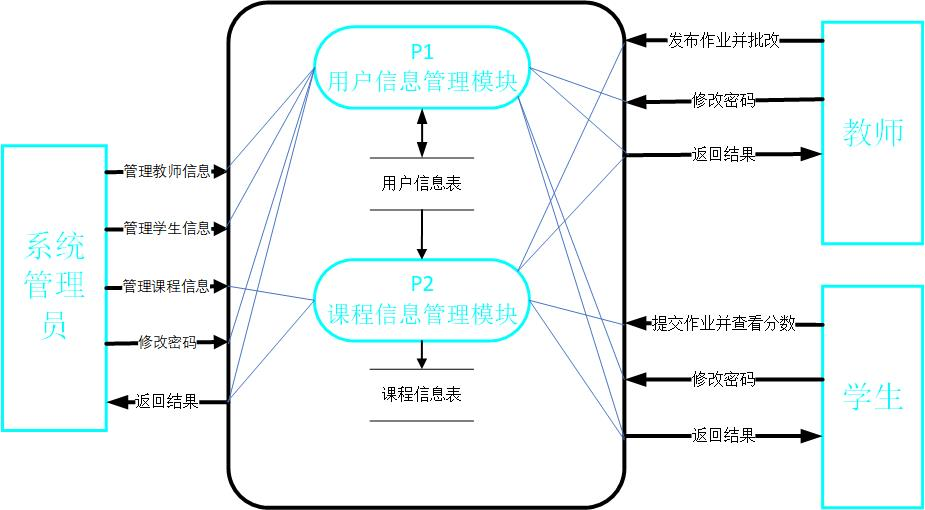 P1
用户信息管理模块
用户信息表
P2
课程信息管理模块
课程信息表
系统
管理
员
管理教师信息
管理学生信息
管理课程信息
修改密码
返回结果
发布作业并批改
修改密码
返回结果
教师
提交作业并查看分数
修改密码
返回结果
学生